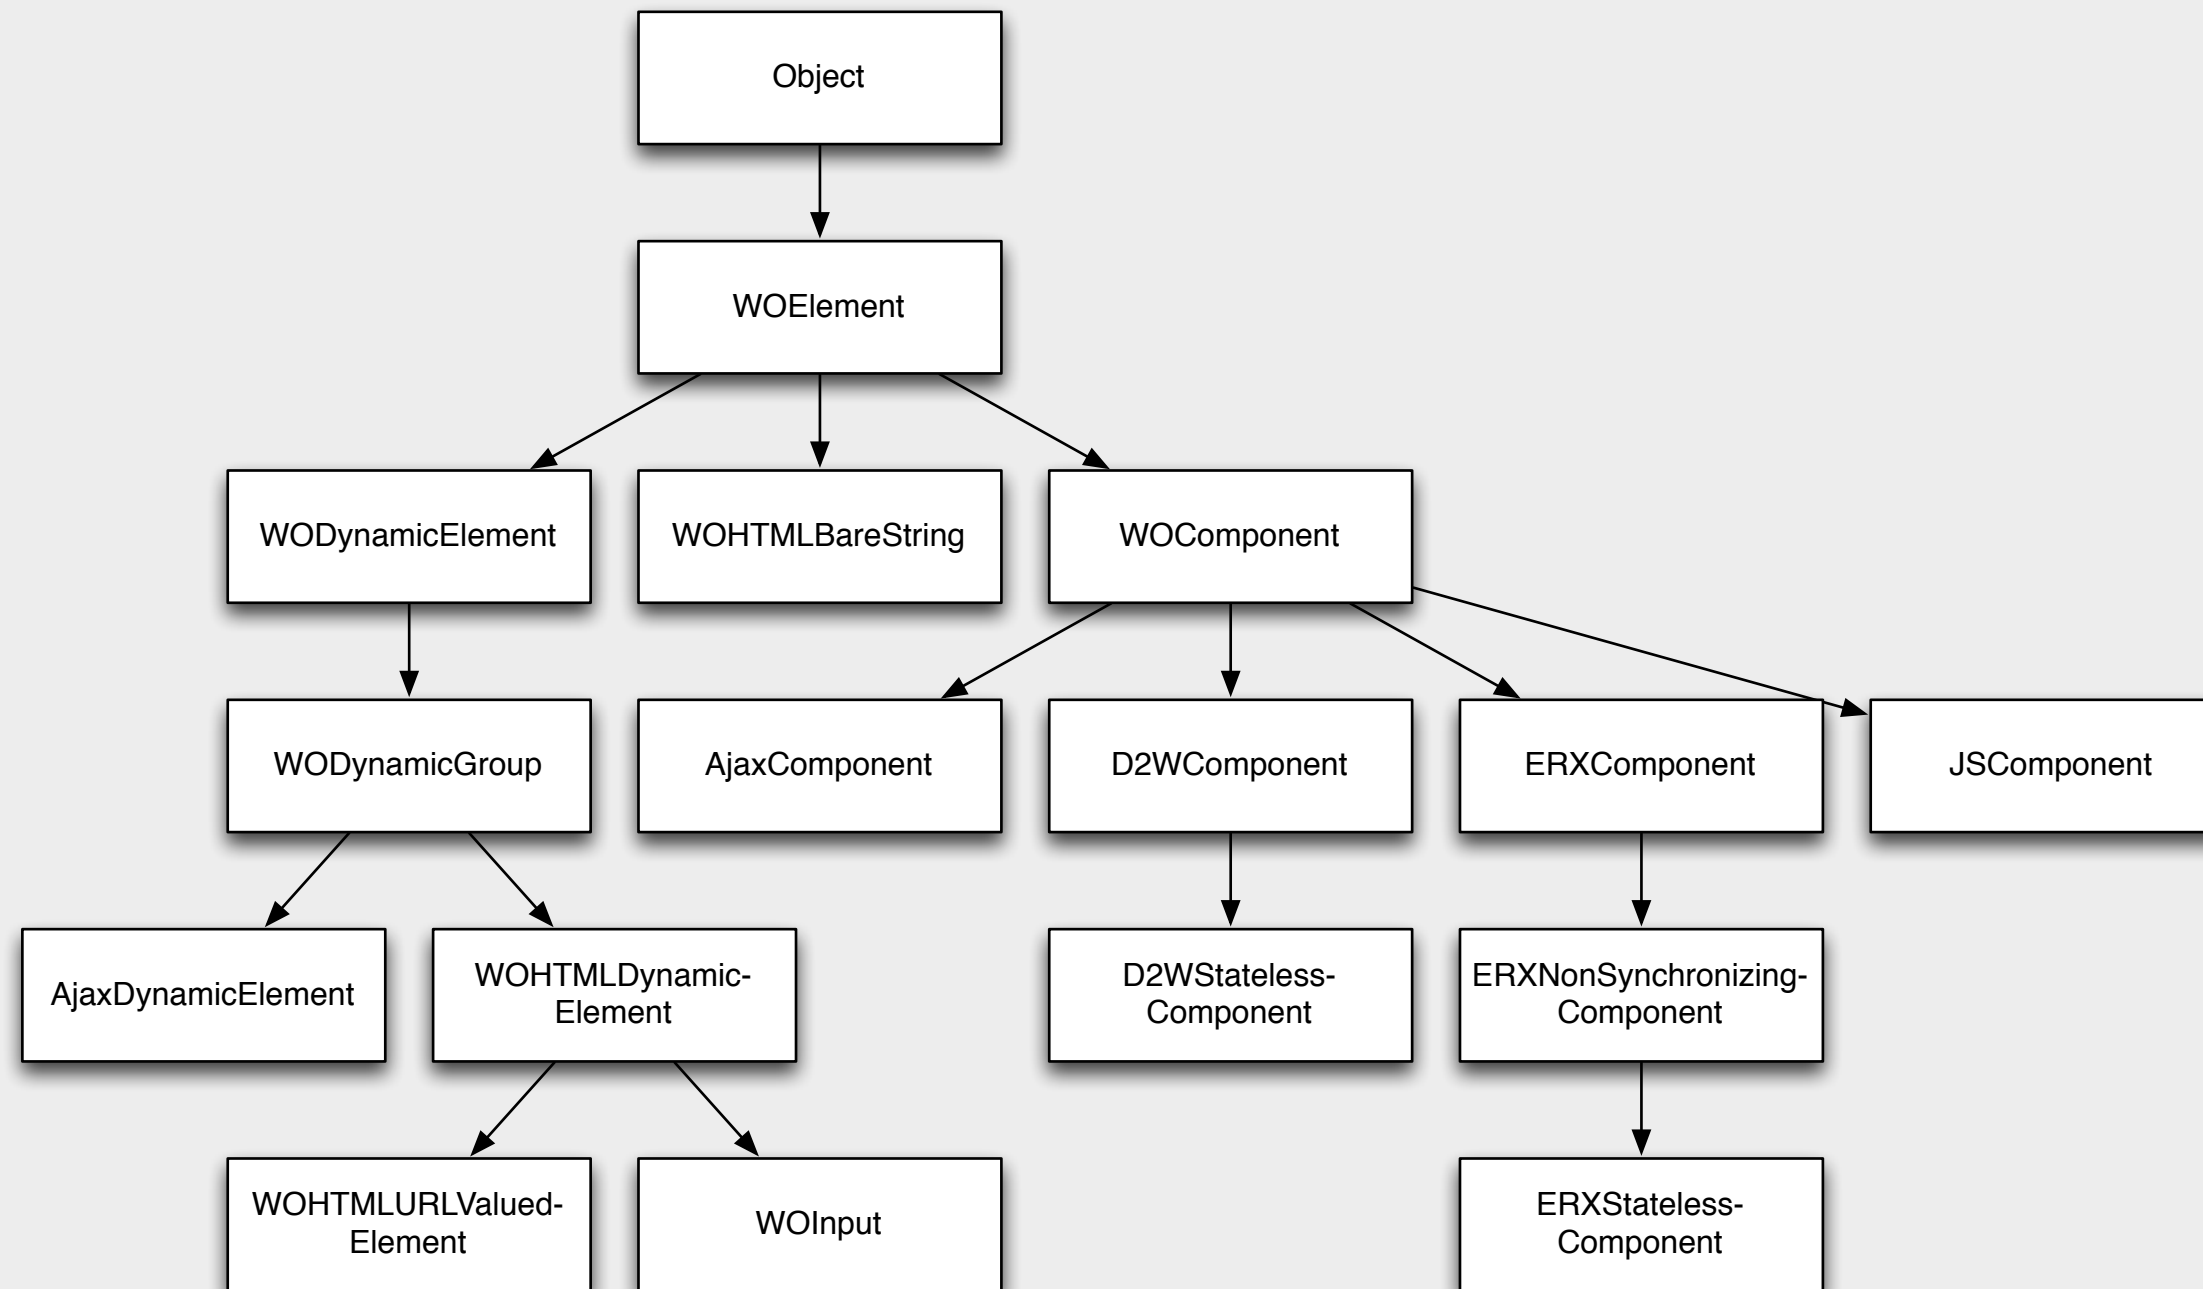 Object
WOElement
WODynamicElement
WOHTMLBareString
WOComponent
WODynamicGroup
AjaxComponent
D2WComponent
ERXComponent
JSComponent
AjaxDynamicElement
WOHTMLDynamic-
Element
D2WStateless-
Component
ERXNonSynchronizing-
Component
WOHTMLURLValued-
Element
WOInput
ERXStateless-
Component